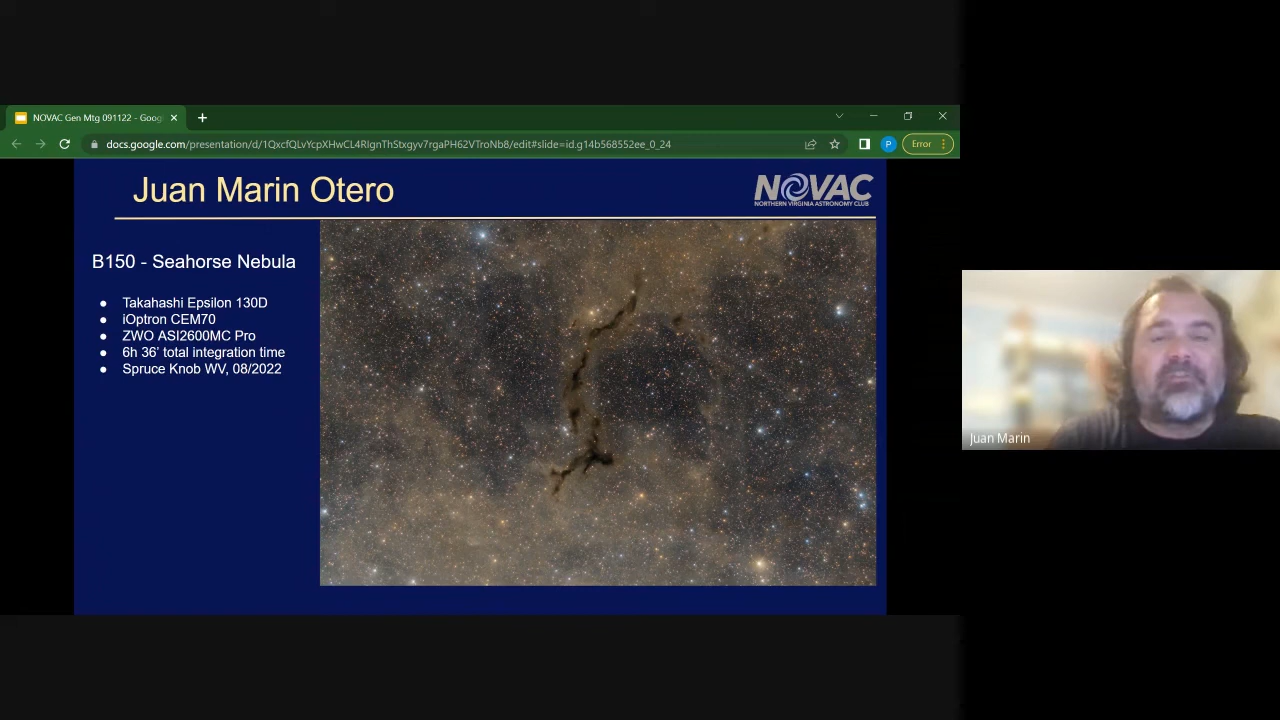 NOVAC Gen Mtg 091122 - Goog
docs.google.com/presentation/d/1QxcfQLvYcpXHwCL4RIgnThStxgyv7rgaPH62VTroNb8/edit#slide=id.g14b568552ee_0_24
P
Error
Juan Marin Otero
NOVAC
NORTHERN VIRGINIA ASTRONOMY CLUB
B150 - Seahorse Nebula
● Takahashi Epsilon 130D
● iOptron CEM70
● ZWO ASI2600MC Pro
● 6h 36' total integration time
● Spruce Knob WV, 08/2022
Juan Marin